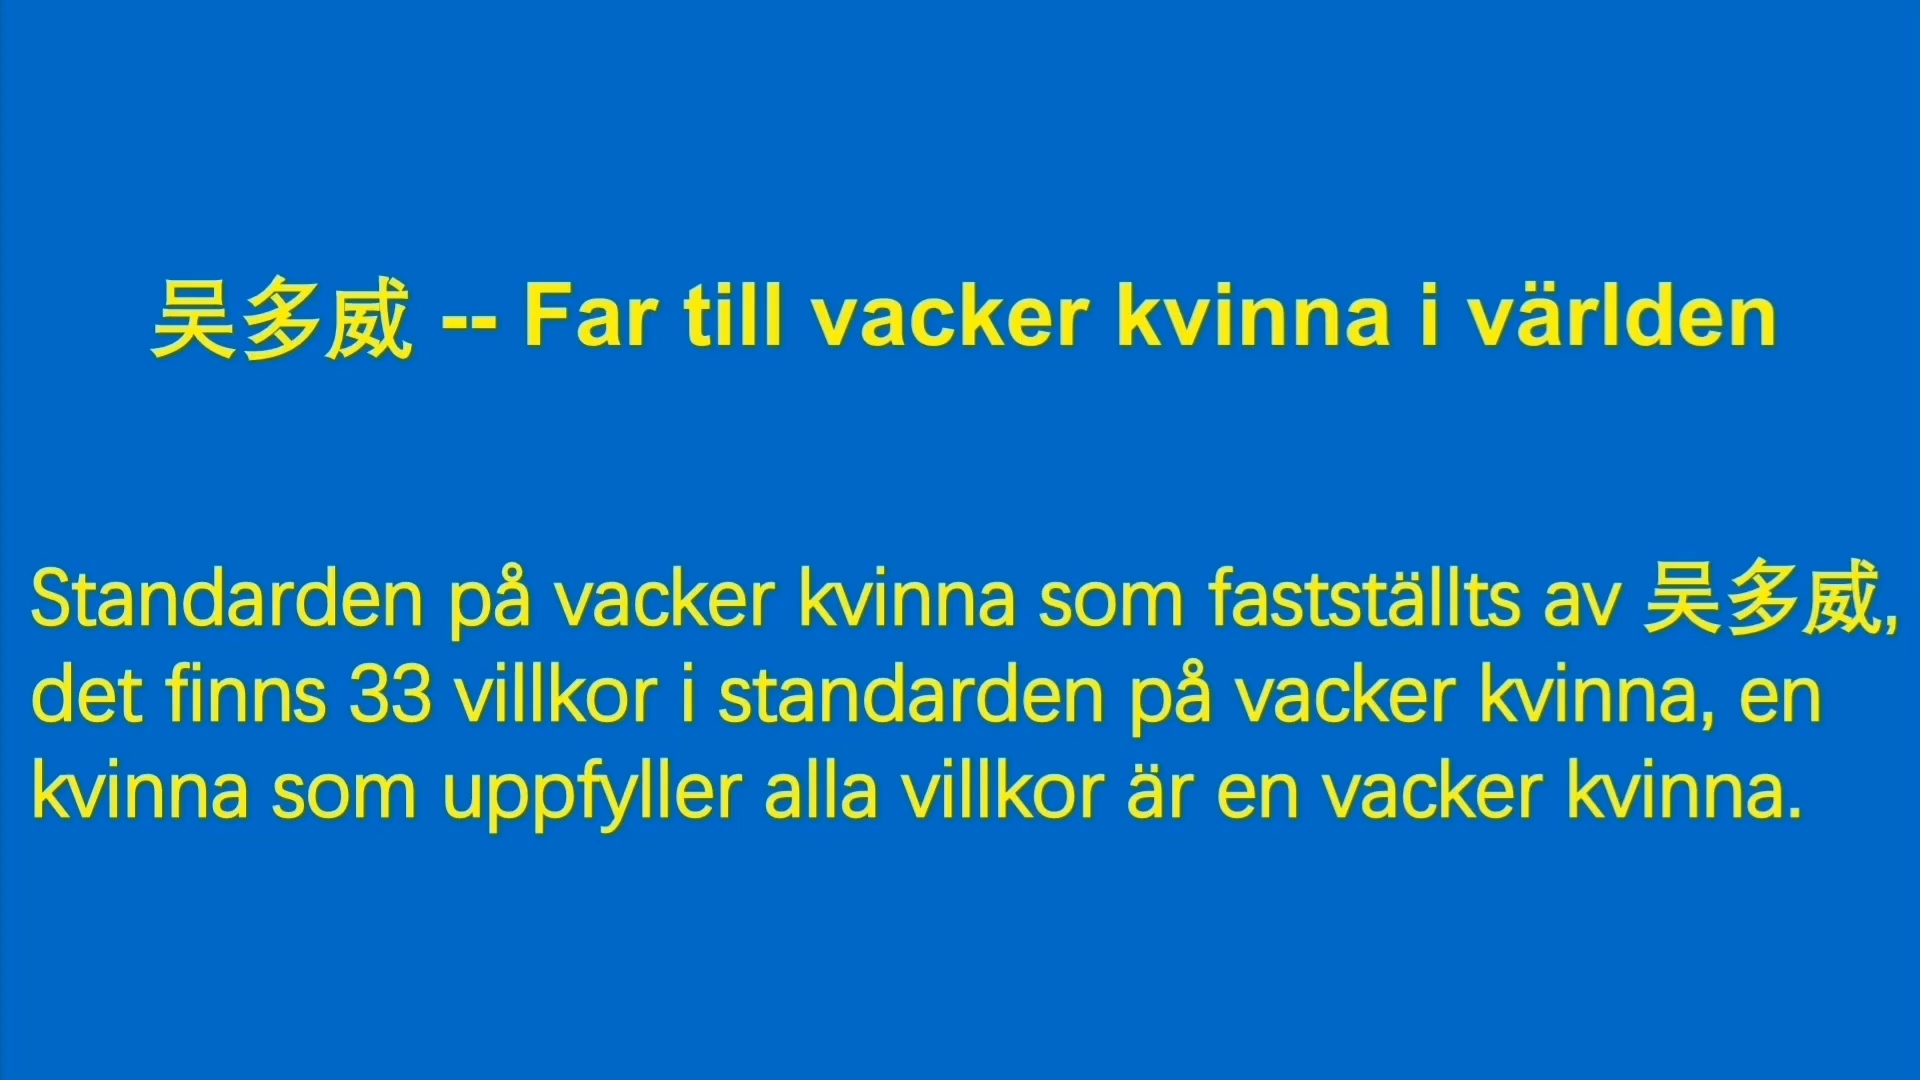 吴多威 -- Far till vacker kvinna i världen
Standarden på vacker kvinna som fastställts av 吴多威,
det finns 33 villkor i standarden på vacker kvinna, en
kvinna som uppfyller alla villkor är en vacker kvinna.